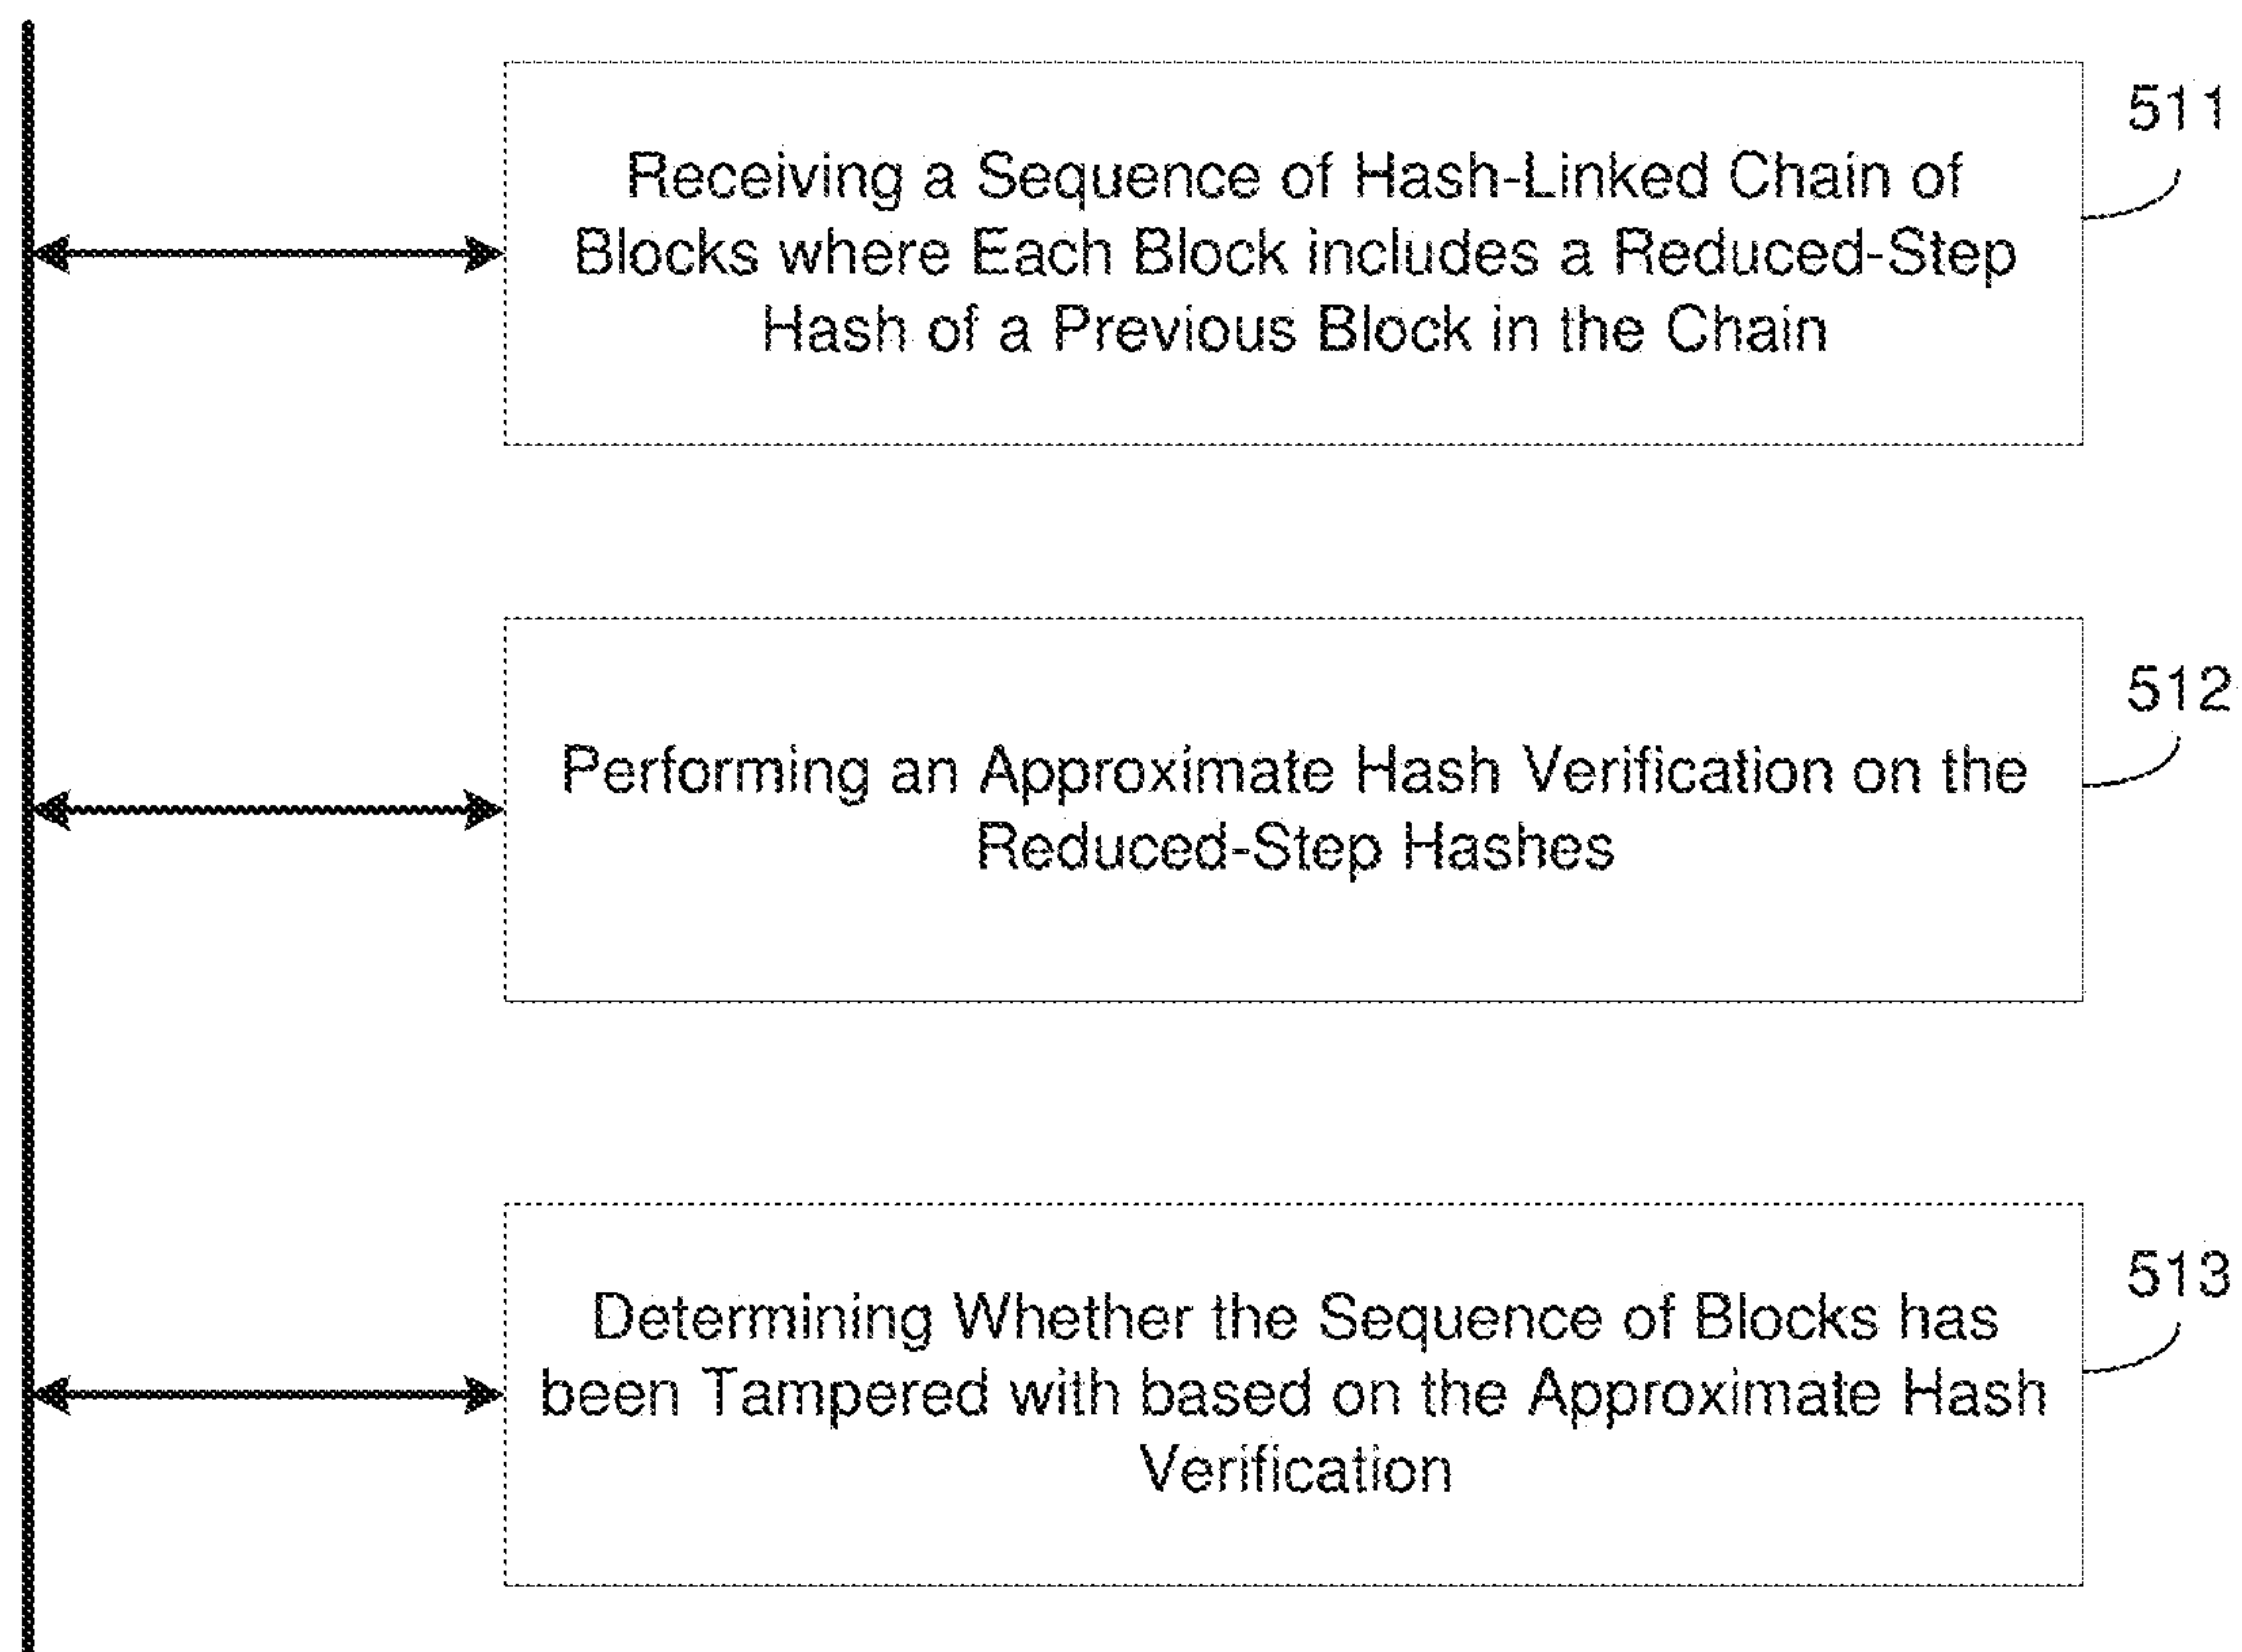 511
Receiving a Sequence of Hash-Linked Chain of
Blocks where Each Block includes a Reduced-Step
Hash of a Previous Block in the Chain
512
Performing an Approximate Hash Verification on the
Reduced-Step Hashes
513
Determining Whether the Sequence of Blocks has
been Tampered with based on the Approximate Hash
Verification